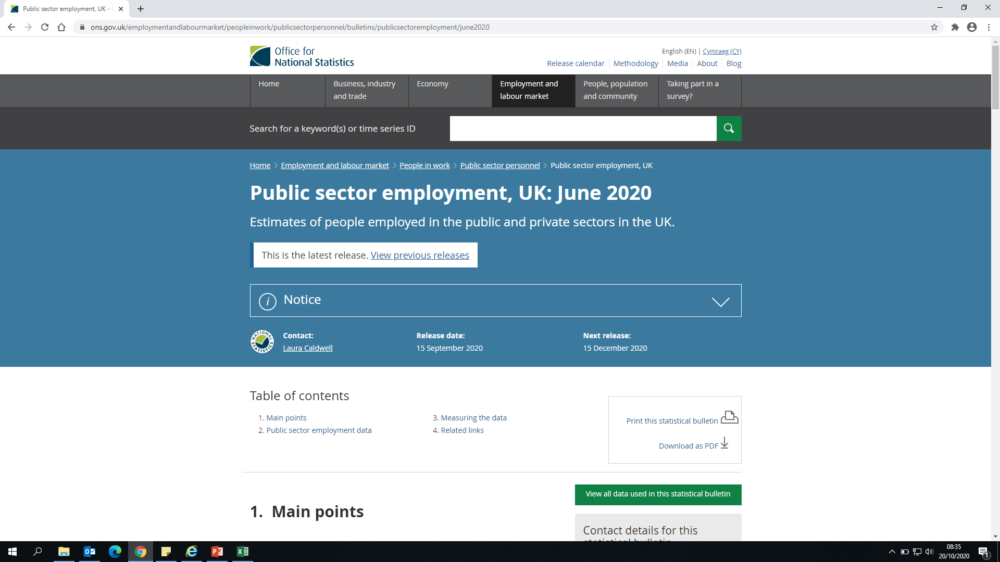 Public sector employment, UK -
ons.gov.uk/employmentandlabourmarket/peopleinwork/publicsectorpersonnel/bulletins/publicsectoremployment/june2020
Office for
National Statistics
English (EN) | Cymraeg (CY)
Release calendar Methodology Media About Blog
Home
Business, industry
and trade
Economy
Employment and
labour market
People, population
and community
Taking part in a
survey?
Search for a keyword(s) or time series ID
Home > Employment and labour market > People in work > Public sector personnel > Public sector employment, UK
Public sector employment, UK: June 2020
Estimates of people employed in the public and private sectors in the UK.
This is the latest release. View previous releases
i Notice
NATIONAL STATISTICS
Contact:
Laura Caldwell
Release date:
15 September 2020
Next release:
15 December 2020
Table of contents
1. Main points
2. Public sector employment data
3. Measuring the data
4. Related links
Print this statistical bulletin
Download as PDF
View all data used in this statistical bulletin
1. Main points
Contact details for this
statistical bulletin
08:35
20/10/2020
1